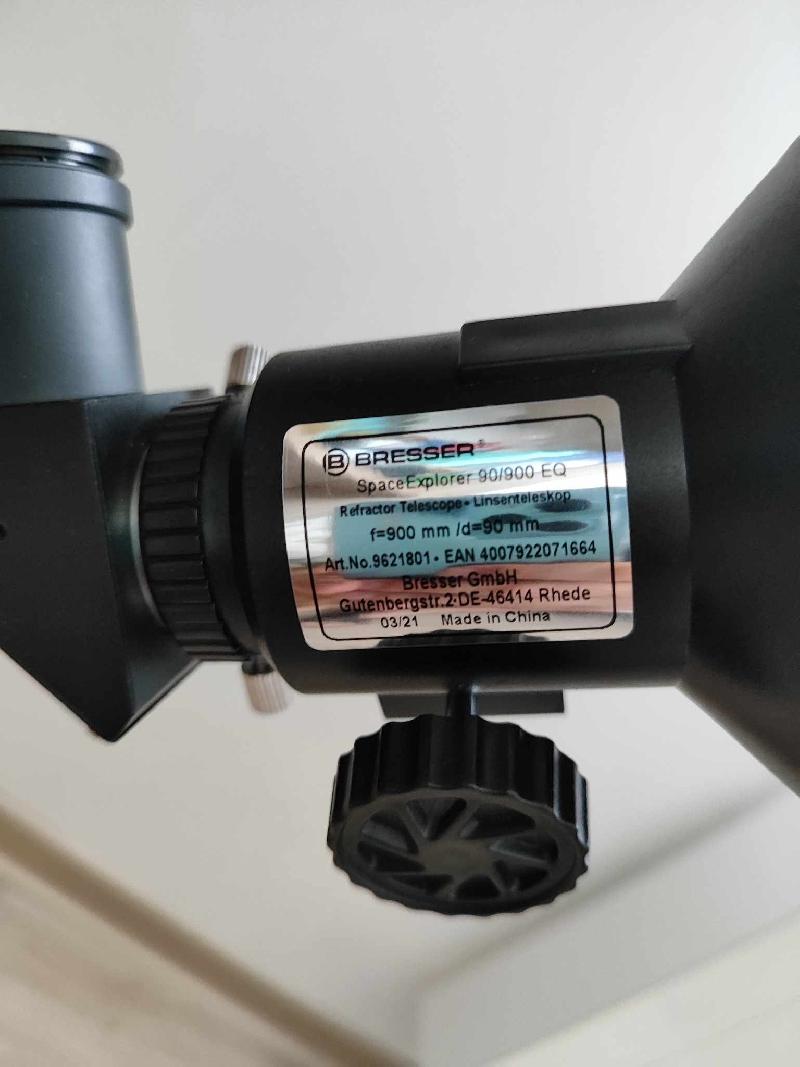 B BRESSER®
SpaceExplorer 90/900 EQ
Refractor Telescope • Linsenteleskop
f=900 mm /d=90 mm
Art.No.9621801 • EAN 4007922071664
Bresser GmbH
Gutenbergstr.2·DE-46414 Rhede
03/21 Made in China